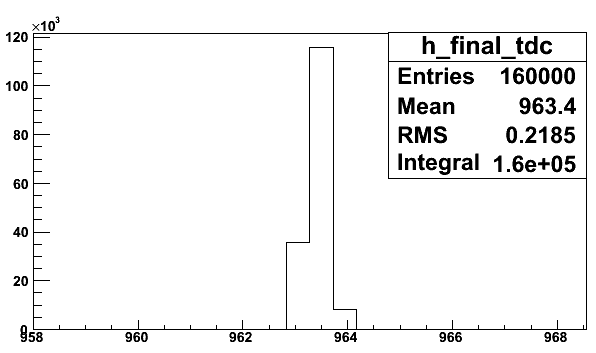 ×10³
120
100
80
60
40
20
0
958 960 962 964 966 968
h_final_tdc
Entries 160000
Mean 963.4
RMS 0.2185
Integral 1.6e+05